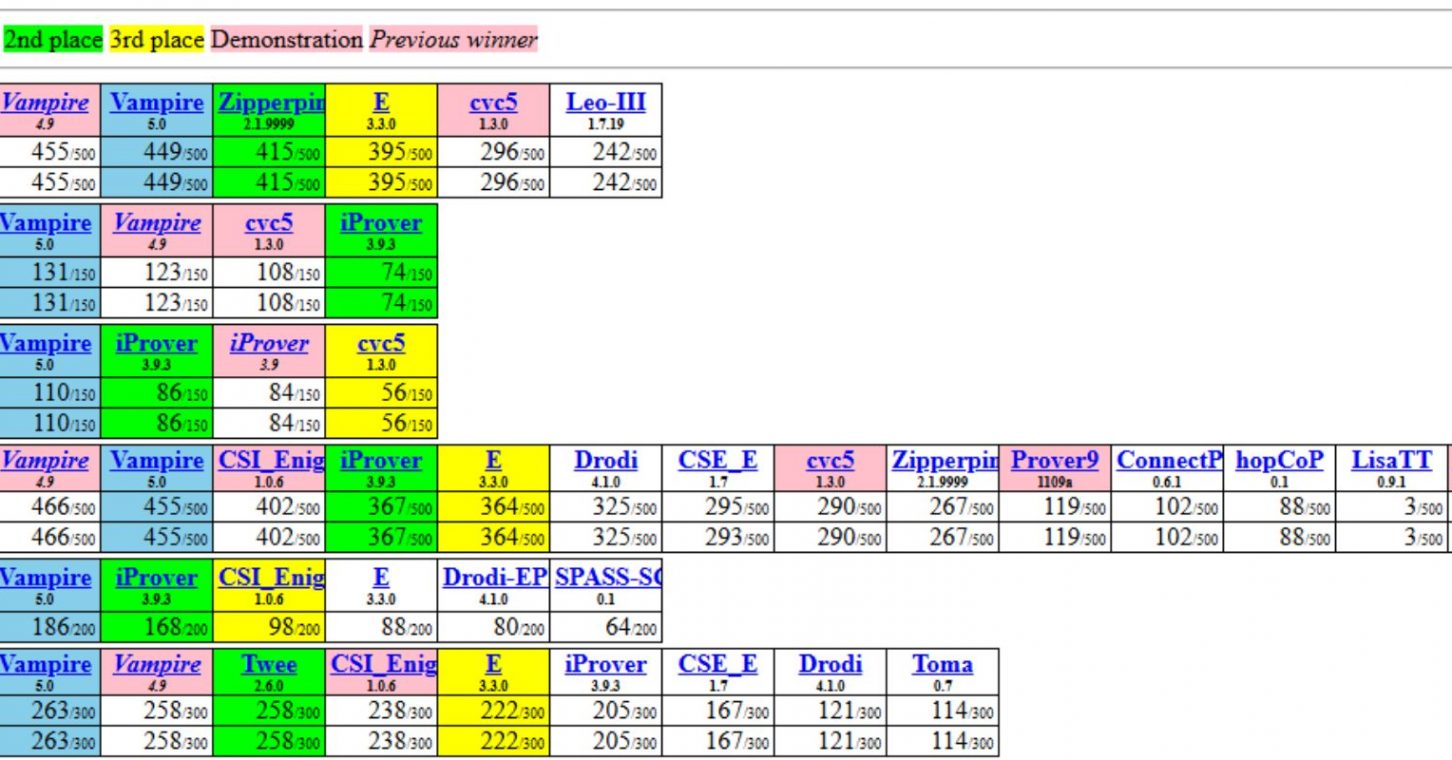 2nd place 3rd place Demonstration Previous winner
Vampire Vampire Zipperpin E cvc5 Leo-III
4.9 5.0 2.1.9999 3.3.0 1.3.0 1.7.19
455/500 449/500 415/500 395/500 296/500 242/500
455/500 449/500 415/500 395/500 296/500 242/500
Vampire Vampire cvc5 iProver
5.0 4.9 1.3.0 3.9.3
131/150 123/150 108/150 74/150
131/150 123/150 108/150 74/150
Vampire iProver iProver cvc5
5.0 3.9.3 3.9 1.3.0
110/150 86/150 84/150 56/150
110/150 86/150 84/150 56/150
Vampire Vampire CSI_Enig iProver E Drodi CSE_E cvc5 Zipperpin Prover9 ConnectP hopCoP LisaTT
4.9 5.0 1.0.6 3.9.3 3.3.0 4.1.0 1.7 1.3.0 2.1.9999 1109a 0.6.1 0.1 0.9.1
466/500 455/500 402/500 367/500 364/500 325/500 295/500 290/500 267/500 119/500 102/500 88/500 3/500
466/500 455/500 402/500 367/500 364/500 325/500 293/500 290/500 267/500 119/500 102/500 88/500 3/500
Vampire iProver CSI_Enig E Drodi-EP SPASS-SC
5.0 3.9.3 1.0.6 3.3.0 4.1.0 0.1
186/200 168/200 98/200 88/200 80/200 64/200
Vampire Vampire Twee CSI_Enig E iProver CSE_E Drodi Toma
5.0 4.9 2.6.0 1.0.6 3.3.0 3.9.3 1.7 4.1.0 0.7
263/300 258/300 258/300 238/300 222/300 205/300 167/300 121/300 114/300
263/300 258/300 258/300 238/300 222/300 205/300 167/300 121/300 114/300